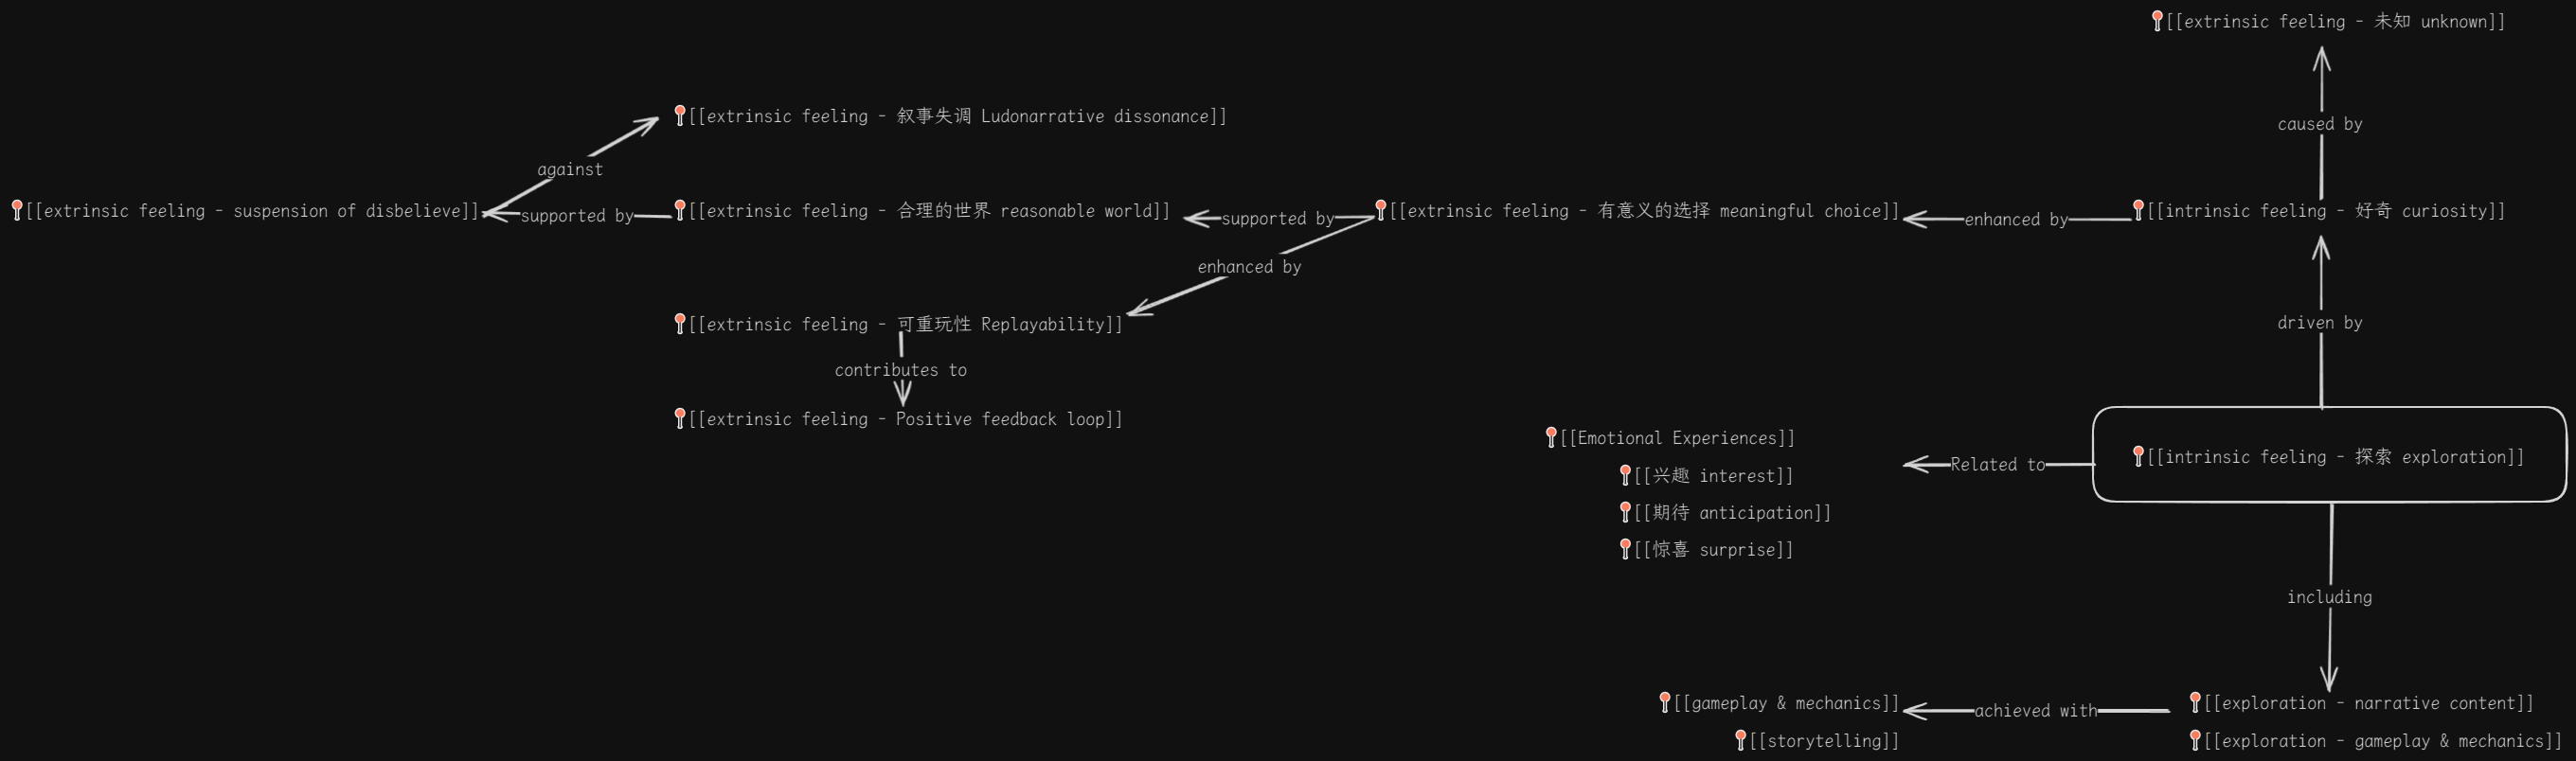 [[extrinsic feeling - 未知 unknown]]
[[extrinsic feeling - 叙事失调 Ludonarrative dissonance]]
caused by
against
[[extrinsic feeling - suspension of disbelieve]]
supported by
[[extrinsic feeling - 合理的世界 reasonable world]]
supported by
[[extrinsic feeling - 有意义的选择 meaningful choice]]
enhanced by
[[intrinsic feeling - 好奇 curiosity]]
enhanced by
[[extrinsic feeling - 可重玩性 Replayability]]
driven by
contributes to
[[extrinsic feeling - Positive feedback loop]]
[[Emotional Experiences]]
[[兴趣 interest]]
[[期待 anticipation]]
[[惊喜 surprise]]
Related to
[[intrinsic feeling - 探索 exploration]]
including
[[gameplay & mechanics]]
[[storytelling]]
achieved with
[[exploration - narrative content]]
[[exploration - gameplay & mechanics]]